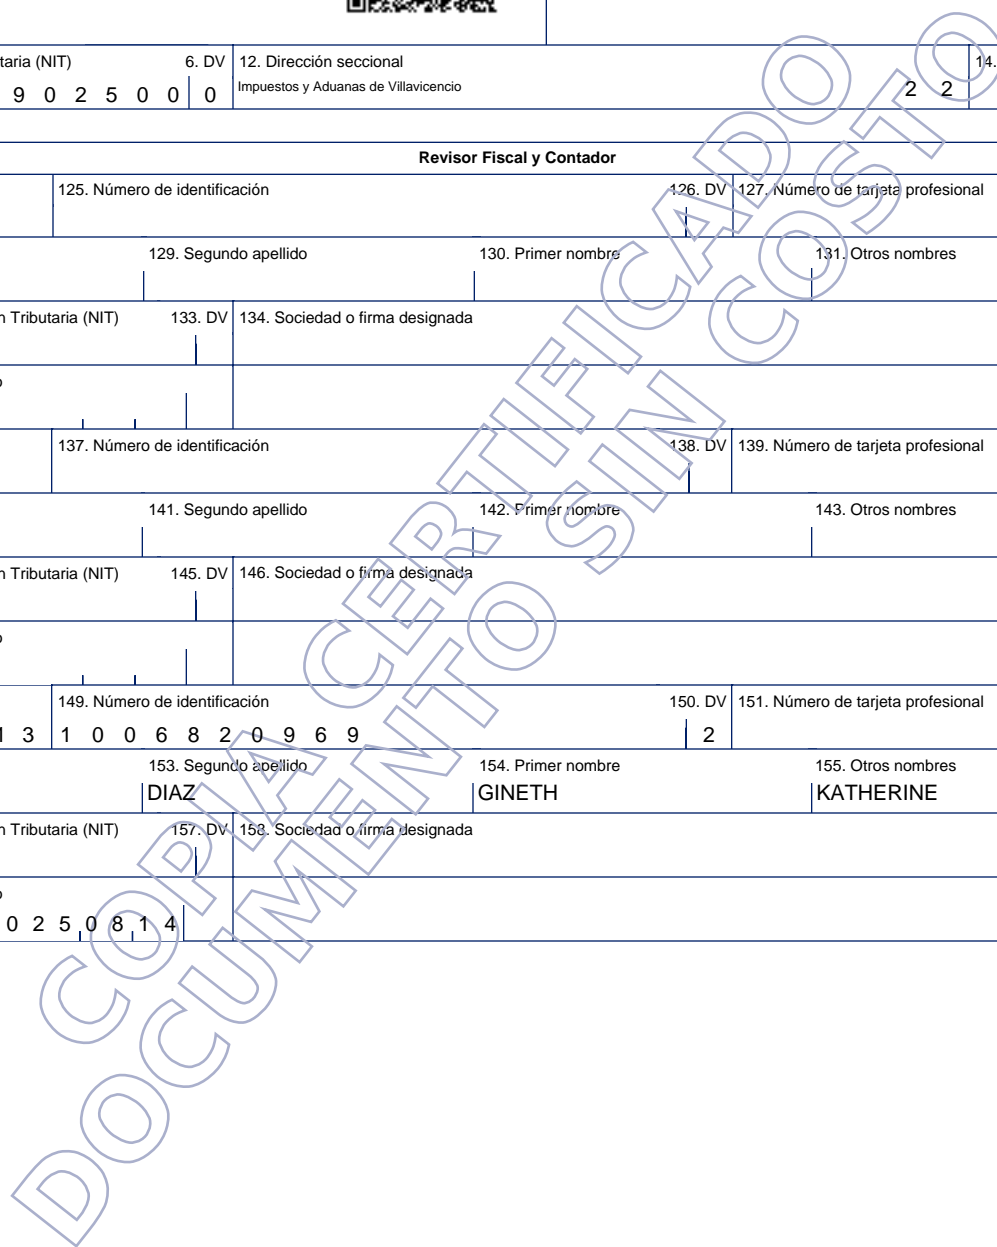 taria (NIT) 6. DV 12. Dirección seccional 14.
9 0 2 5 0 0 0 Impuestos y Aduanas de Villavicencio 2 2
Revisor Fiscal y Contador
125. Número de identificación 126. DV 127. Número de tarjeta profesional
129. Segundo apellido 130. Primer nombre 131. Otros nombres
n Tributaria (NIT) 133. DV 134. Sociedad o firma designada
o
137. Número de identificación 138. DV 139. Número de tarjeta profesional
141. Segundo apellido 142. Primer nombre 143. Otros nombres
n Tributaria (NIT) 145. DV 146. Sociedad o firma designada
o
149. Número de identificación 150. DV 151. Número de tarjeta profesional
1 3 1 0 0 6 8 2 0 9 6 9 2
153. Segundo apellido 154. Primer nombre 155. Otros nombres
DIAZ GINETH KATHERINE
n Tributaria (NIT) 157. DV 158. Sociedad o firma designada
o
0 2 5 0 8 1 4
COPIA CERTIFICADO
DOCUMENTO SIN COSTO